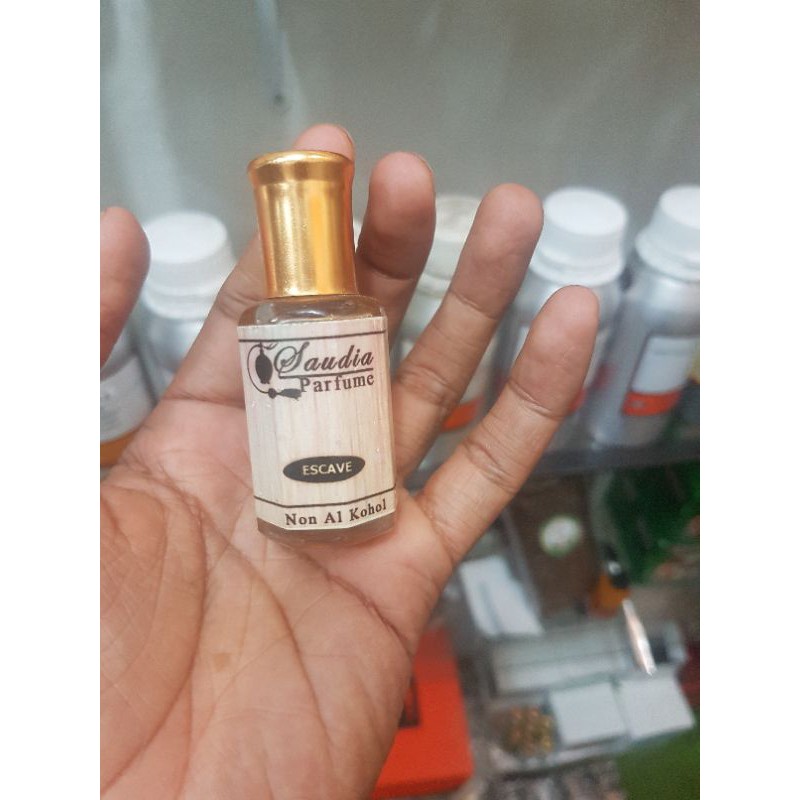 Saudia
Parfume
ESCAVE
Non Al Kohol